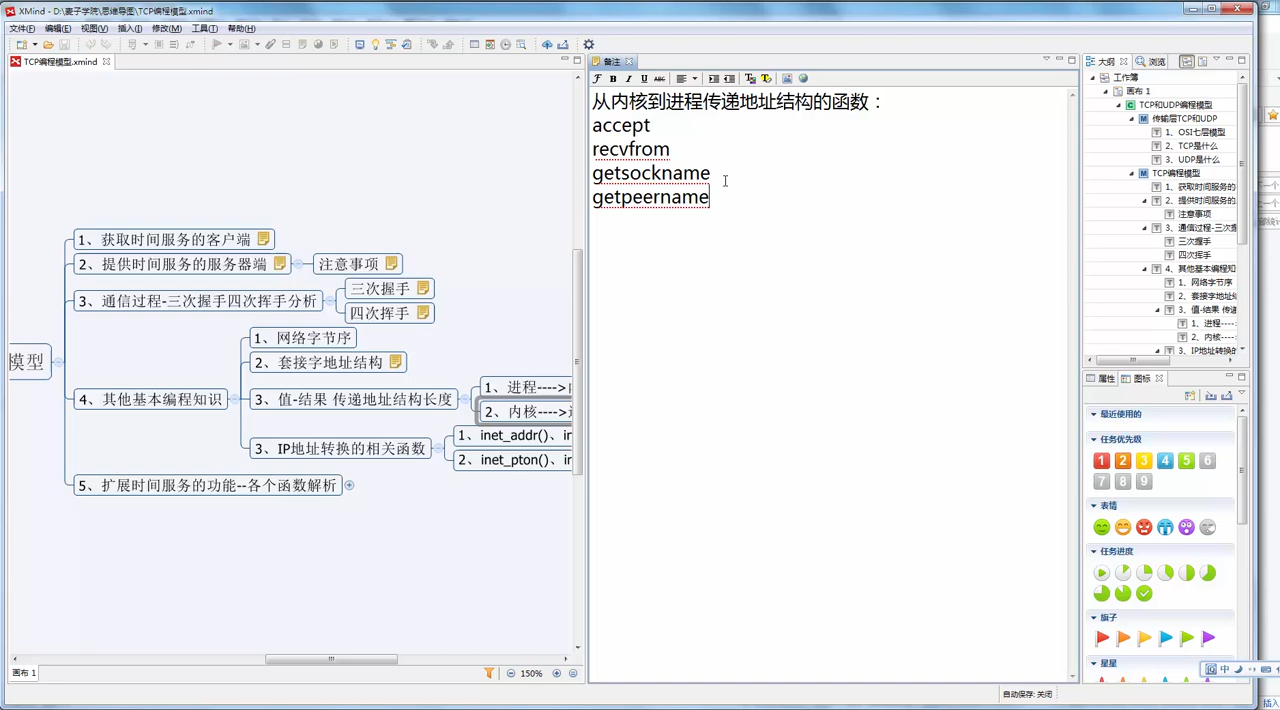 XMind - D:\麦子学院\思维导图\TCP编程模型.xmind
文件(F) 编辑(E) 视图(V) 插入(I) 修改(M) 工具(T) 帮助(H)
TCP编程模型.xmind
模型
1、获取时间服务的客户端
2、提供时间服务的服务器端
注意事项
3、通信过程-三次握手四次挥手分析
三次握手
四次挥手
4、其他基本编程知识
1、网络字节序
2、套接字地址结构
3、值-结果 传递地址结构长度
1、进程---->
2、内核---->
3、IP地址转换的相关函数
1、inet_addr()、in
2、inet_pton()、in
5、扩展时间服务的功能--各个函数解析
画布 1
150%
备注
从内核到进程传递地址结构的函数：
accept
recvfrom
getsockname
getpeername
大纲 浏览
工作簿
画布 1
TCP和UDP编程模型
传输层TCP和UDP
1、OSI七层模型
2、TCP是什么
3、UDP是什么
TCP编程模型
1、获取时间服务的
2、提供时间服务的
注意事项
3、通信过程-三次握
三次握手
四次挥手
4、其他基本编程知
1、网络字节序
2、套接字地址
3、值-结果 传递
1、进程----
2、内核----
3、IP地址转换的
属性 图标
最近使用的
任务优先级
1 2 3 4 5 6
7 8 9
表情
任务进度
旗子
星星
中
自动保存: 关闭
插入